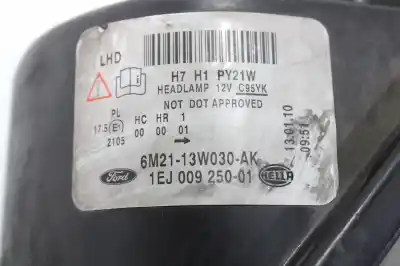 LHD
H7 H1 PY21W
HEADLAMP 12V C95YK
NOT DOT APPROVED
PL HC HR 1
17.5 E1 00 00 01
2105
13.01.10
09:51
6M21-13W030-AK
Ford
1EJ 009 250-01
HELLA